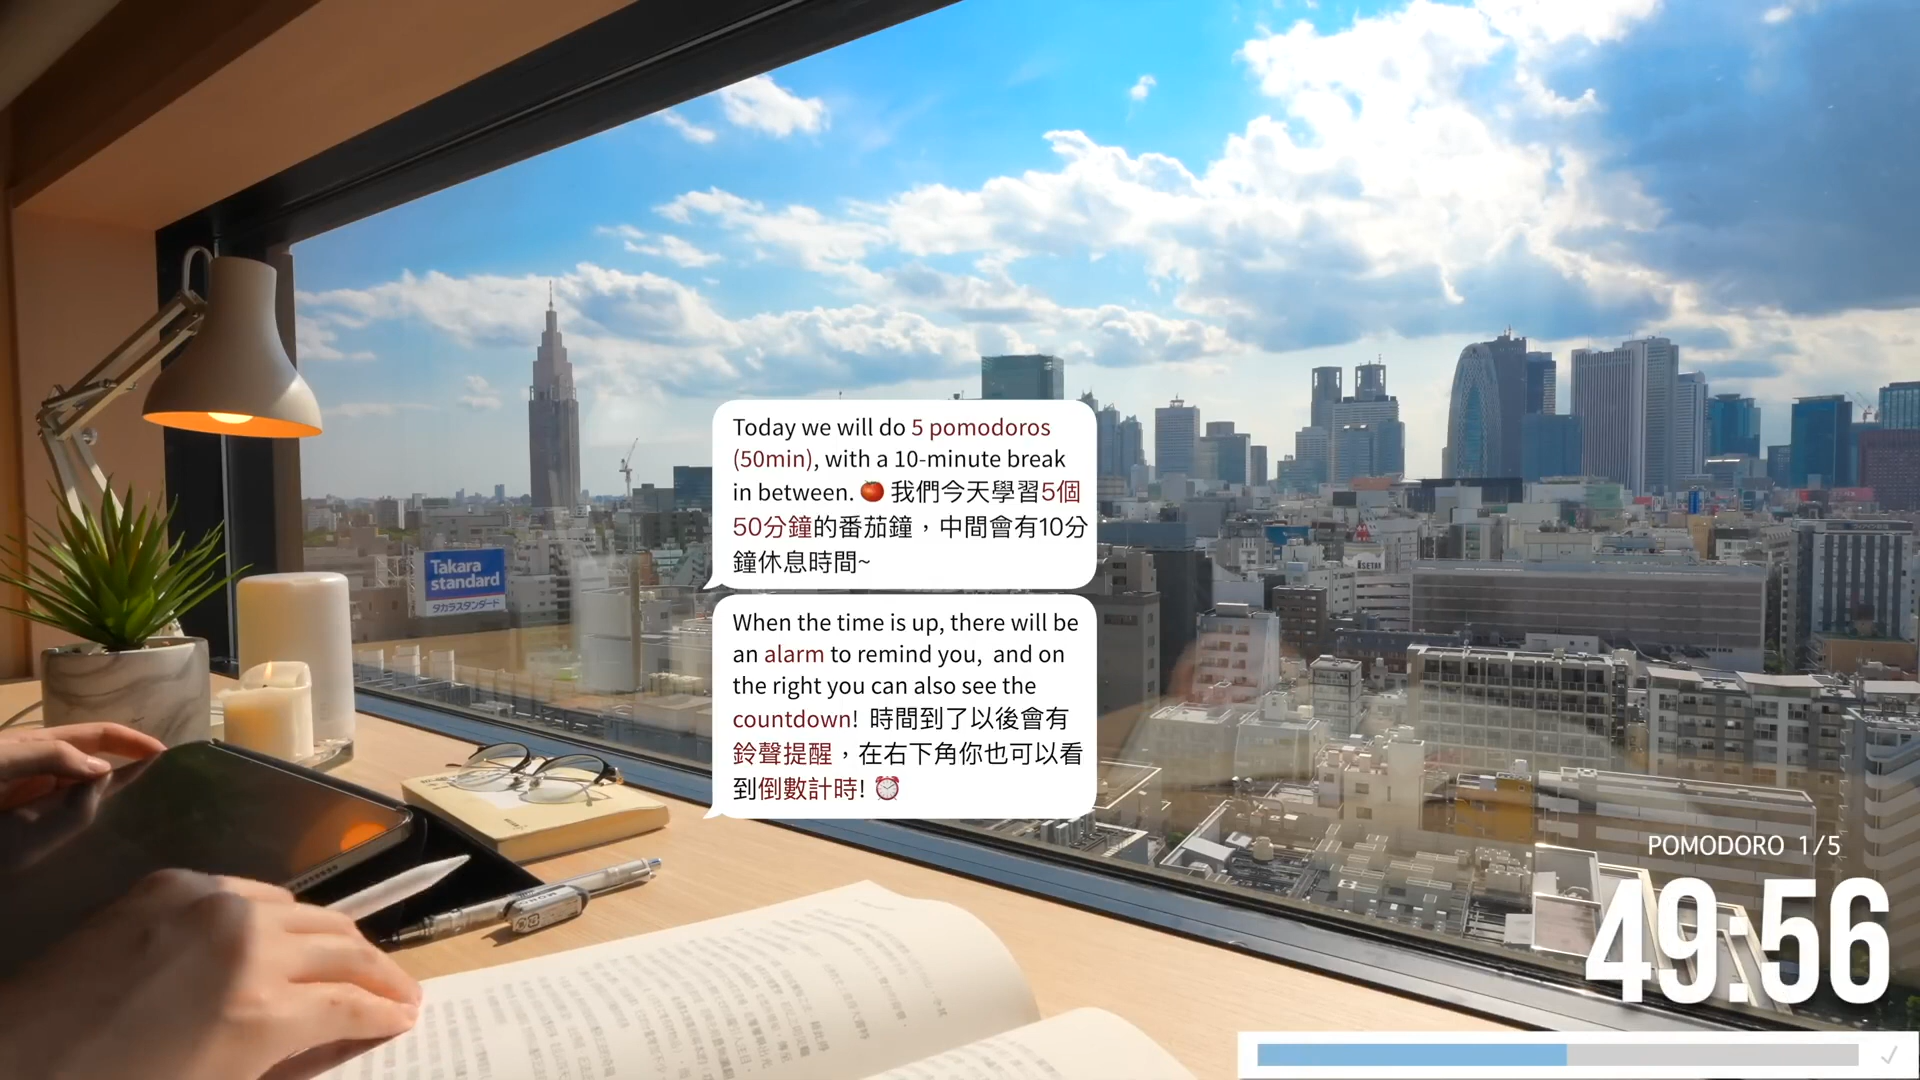 Today we will do 5 pomodoros
(50min), with a 10-minute break
in between. 🍅 我們今天學習5個
50分鐘的番茄鐘，中間會有10分
鐘休息時間~
Takara
standard
タカラスタンダード
When the time is up, there will be
an alarm to remind you, and on
the right you can also see the
countdown! 時間到了以後會有
鈴聲提醒，在右下角你也可以看
到倒數計時! ⏰
POMODORO 1/5
49:56